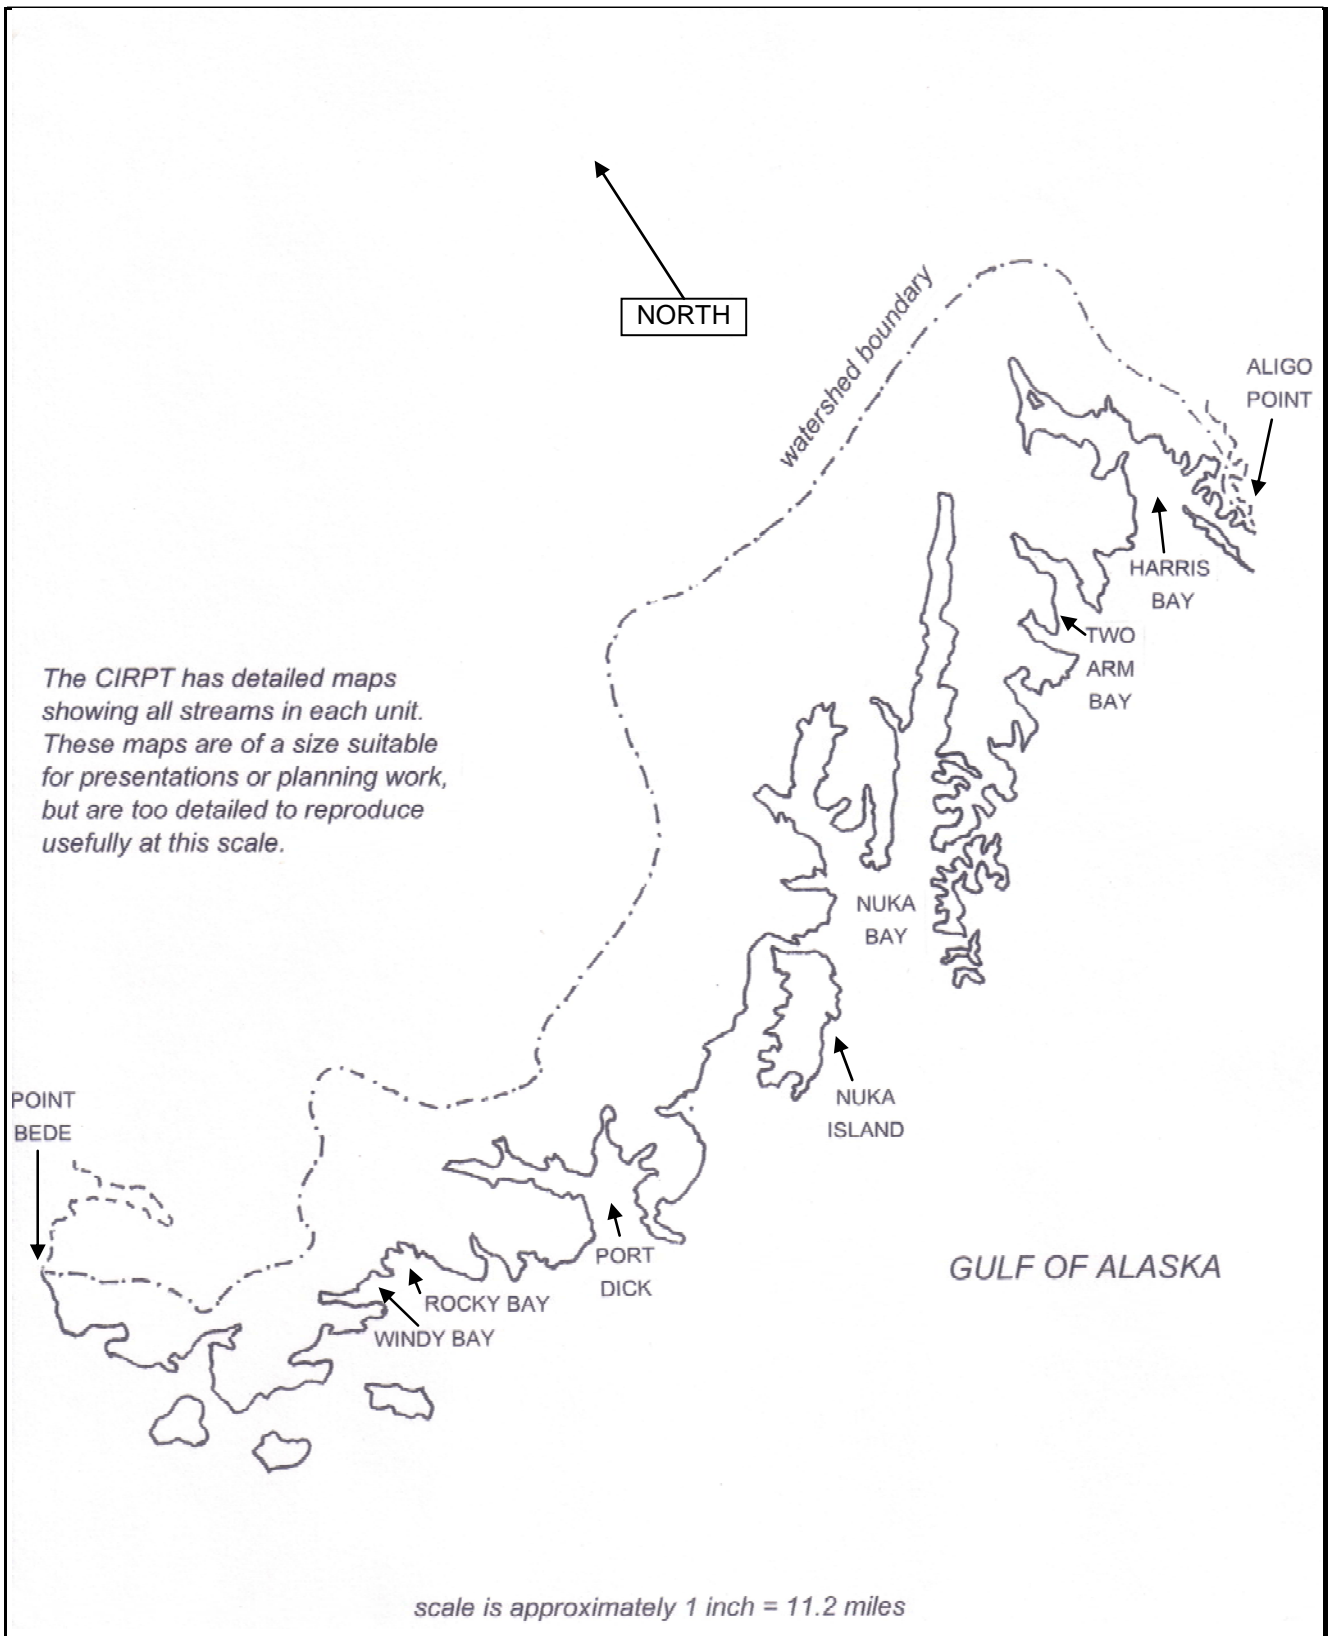 NORTH
watershed boundary
ALIGO
POINT
HARRIS
BAY
TWO
ARM
BAY
The CIRPT has detailed maps
showing all streams in each unit.
These maps are of a size suitable
for presentations or planning work,
but are too detailed to reproduce
usefully at this scale.
NUKA
BAY
NUKA
ISLAND
POINT
BEDE
PORT
DICK
GULF OF ALASKA
ROCKY BAY
WINDY BAY
scale is approximately 1 inch = 11.2 miles